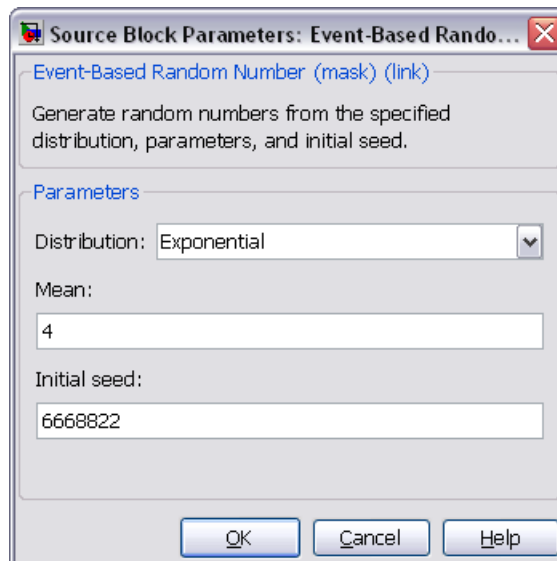 Source Block Parameters: Event-Based Rando...
Event-Based Random Number (mask) (link)
Generate random numbers from the specified
distribution, parameters, and initial seed.
Parameters
Distribution: Exponential
Mean:
4
Initial seed:
6668822
OK Cancel Help